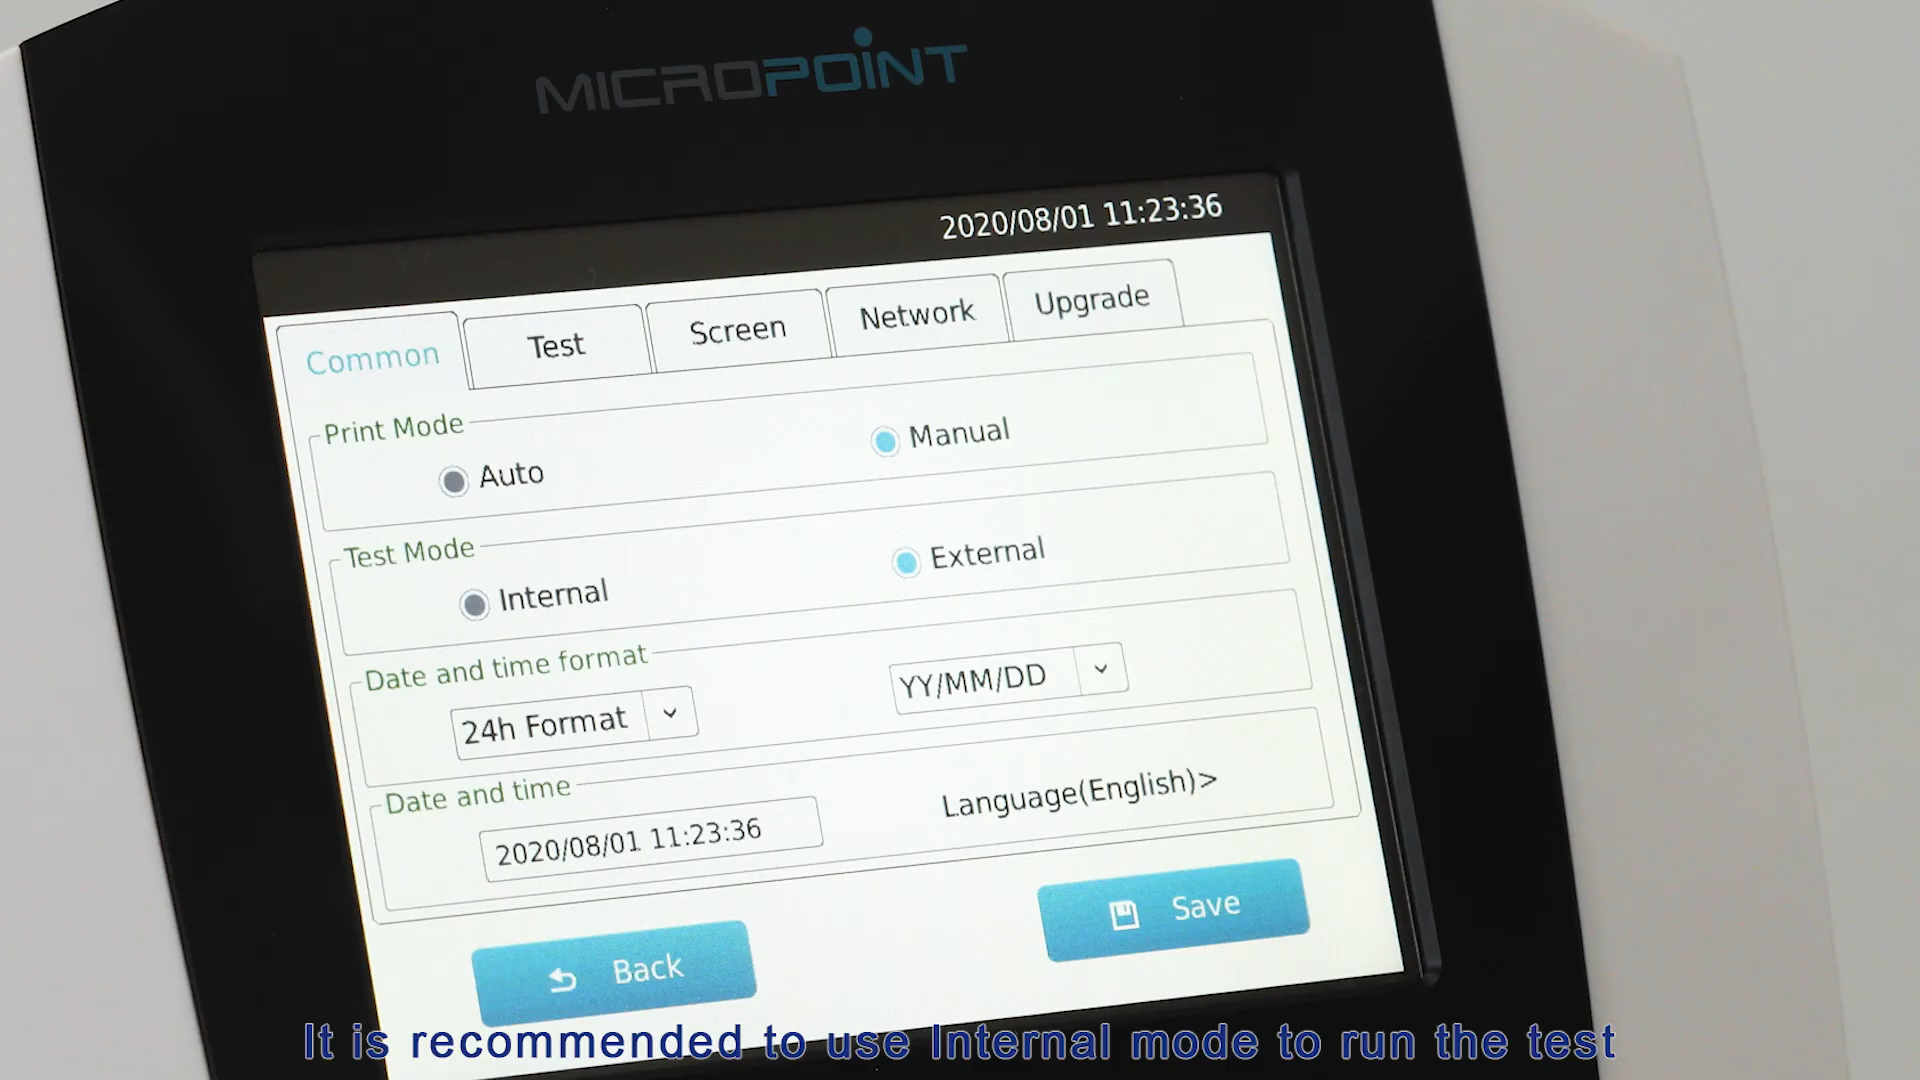 MICROPOINT
2020/08/01 11:23:36
Common
Test
Screen
Network
Upgrade
Print Mode
Auto
Manual
Test Mode
Internal
External
Date and time format
24h Format
YY/MM/DD
Date and time
2020/08/01 11:23:36
Language(English)>
Back
Save
It is recommended to use Internal mode to run the test